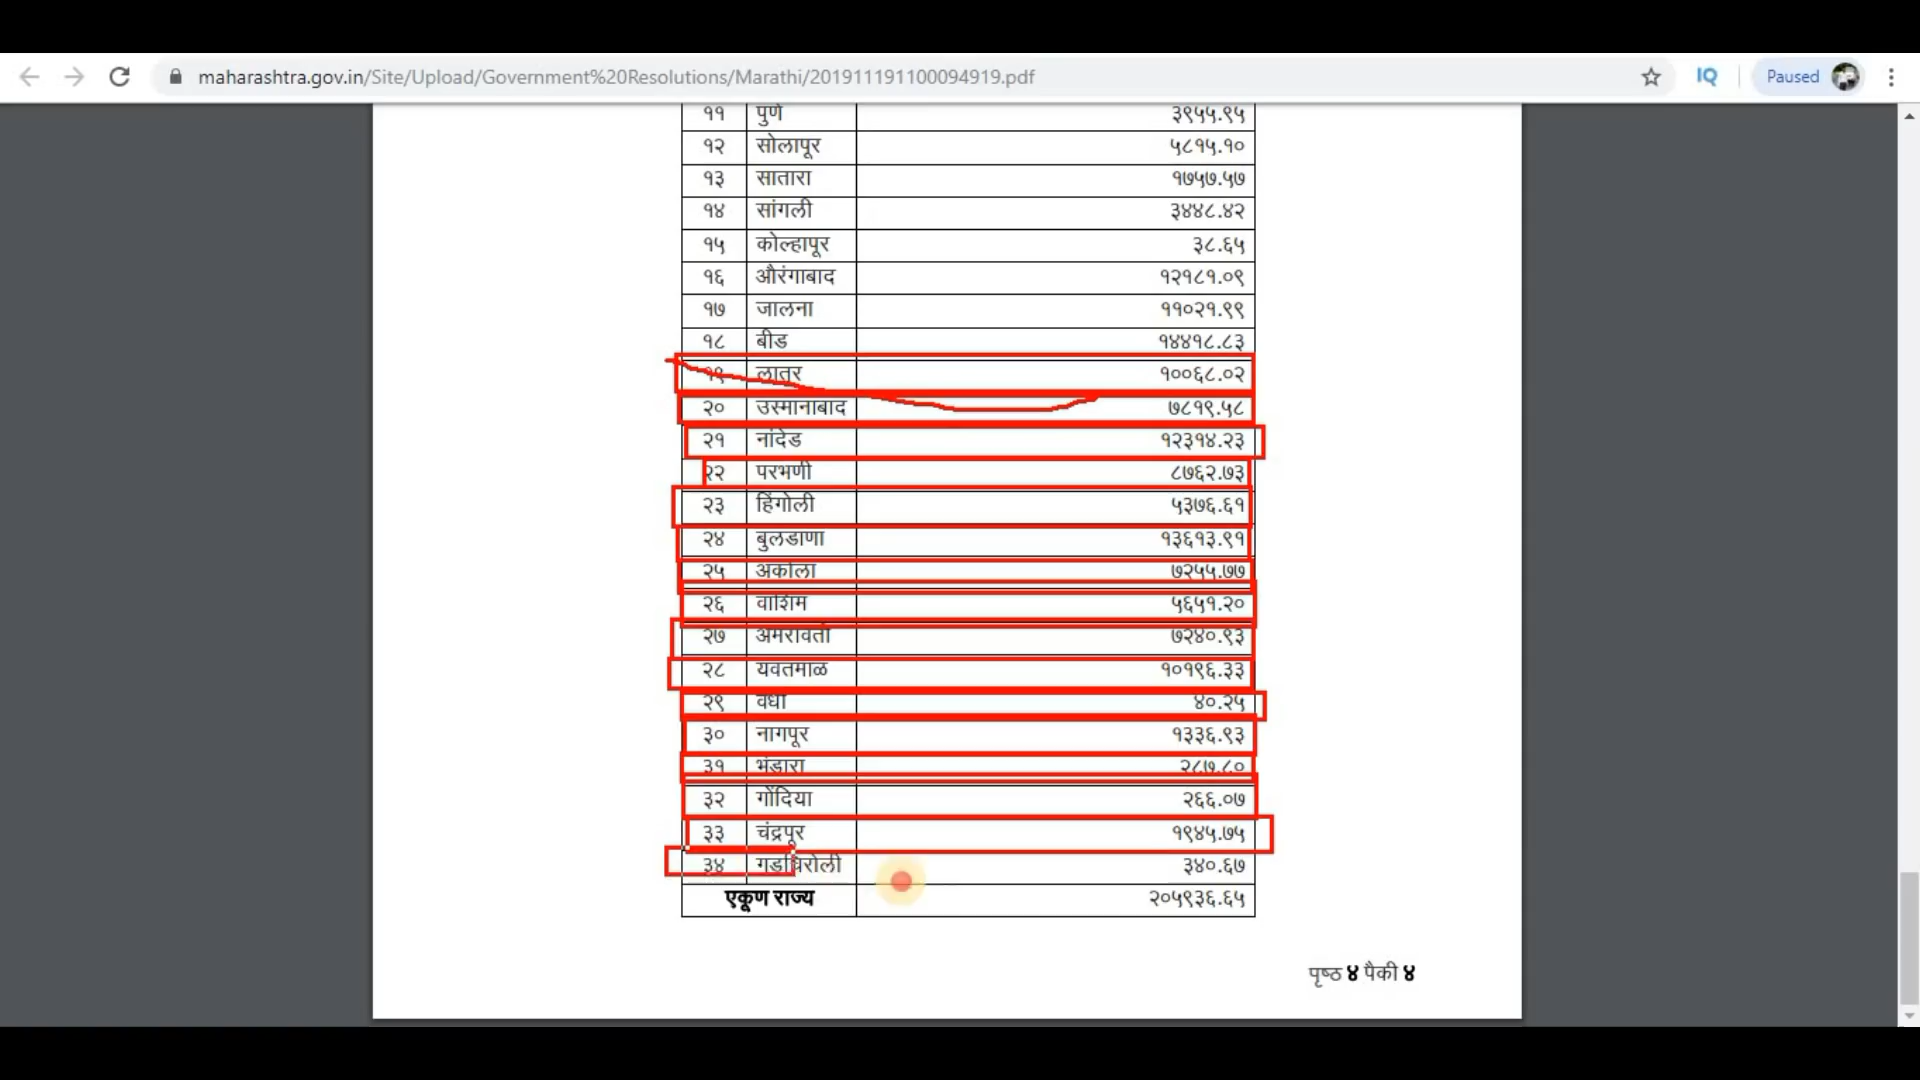 maharashtra.gov.in/Site/Upload/Government%20Resolutions/Marathi/201911191100094919.pdf
IQ
Paused
११ पुणे ३९५५.९५
१२ सोलापूर ५८१५.१०
१३ सातारा १७५७.५७
१४ सांगली ३४४८.४२
१५ कोल्हापूर ३८.६५
१६ औरंगाबाद १२१८१.०९
१७ जालना ११०२१.९९
१८ बीड १४४१८.८३
१९ लातूर १००६८.०२
२० उस्मानाबाद ७८१९.५८
२१ नांदेड १२३१४.२३
२२ परभणी ८७६२.७३
२३ हिंगोली ५३७६.६१
२४ बुलडाणा १३६१३.९१
२५ अकोला ७२५५.७७
२६ वाशिम ५६५१.२०
२७ अमरावती ७२४०.९३
२८ यवतमाळ १०१९६.३३
२९ वर्धा ४०.२५
३० नागपूर १३३६.९३
३१ भंडारा २८७.८०
३२ गोंदिया २६६.०७
३३ चंद्रपूर १९४५.७५
३४ गडचिरोली ३४०.६७
एकूण राज्य २०५९३६.६५
पृष्ठ ४ पैकी ४